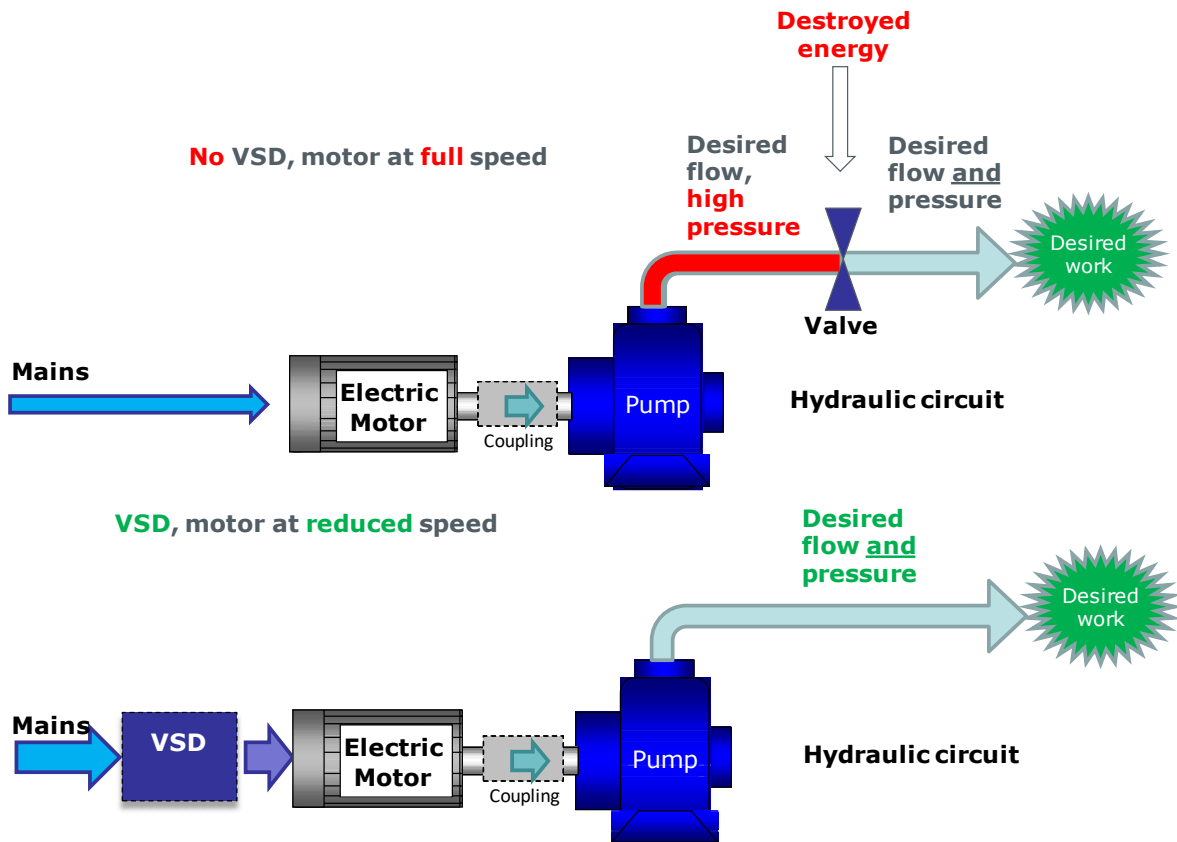 Destroyed
energy
No VSD, motor at full speed
Desired
flow,
high
pressure
Desired
flow and
pressure
Desired
work
Valve
Mains
Electric
Motor
Coupling
Pump
Hydraulic circuit
VSD, motor at reduced speed
Desired
flow and
pressure
Desired
work
Mains
VSD
Electric
Motor
Coupling
Pump
Hydraulic circuit